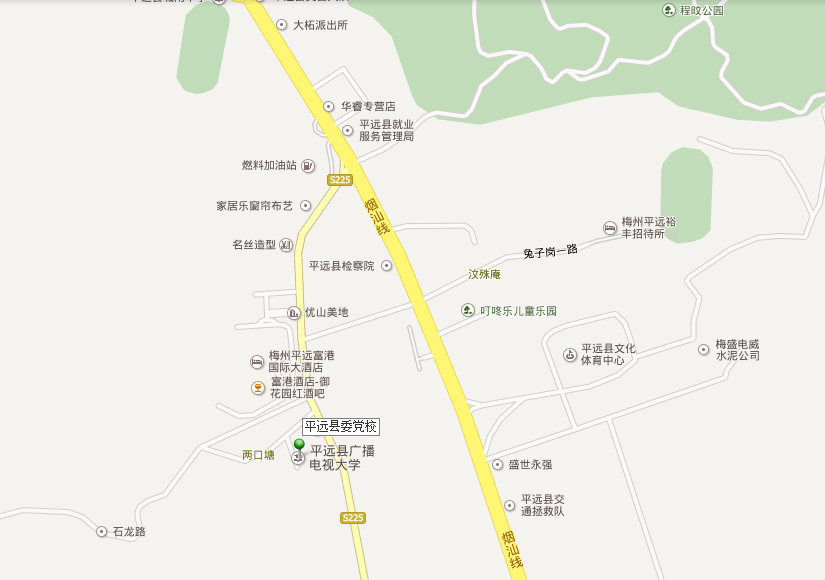 程旼公园
大柘派出所
华睿专营店
平远县就业
服务管理局
燃料加油站
S225
家居乐窗帘布艺
烟汕线
梅州平远裕
丰招待所
名丝造型
兔子岗一路
平远县检察院
汶殊庵
优山美地
叮咚乐儿童乐园
梅州平远富港
国际大酒店
平远县文化
体育中心
梅盛电威
水泥公司
富港酒店-御
花园红酒吧
平远县委党校
两口塘
平远县广播
电视大学
盛世永强
平远县交
通拯救队
S225
石龙路
烟汕线